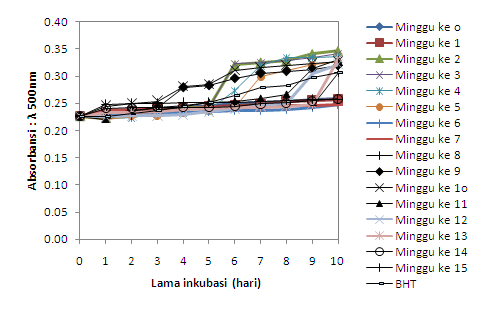 0.40
0.35
0.30
0.25
0.20
0.15
0.10
0.05
0.00
Absorbansi : λ 500nm
0 1 2 3 4 5 6 7 8 9 10
Lama inkubasi (hari)
Minggu ke o
Minggu ke 1
Minggu ke 2
Minggu ke 3
Minggu ke 4
Minggu ke 5
Minggu ke 6
Minggu ke 7
Minggu ke 8
Minggu ke 9
Minggu ke 1o
Minggu ke 11
Minggu ke 12
Minggu ke 13
Minggu ke 14
Minggu ke 15
BHT